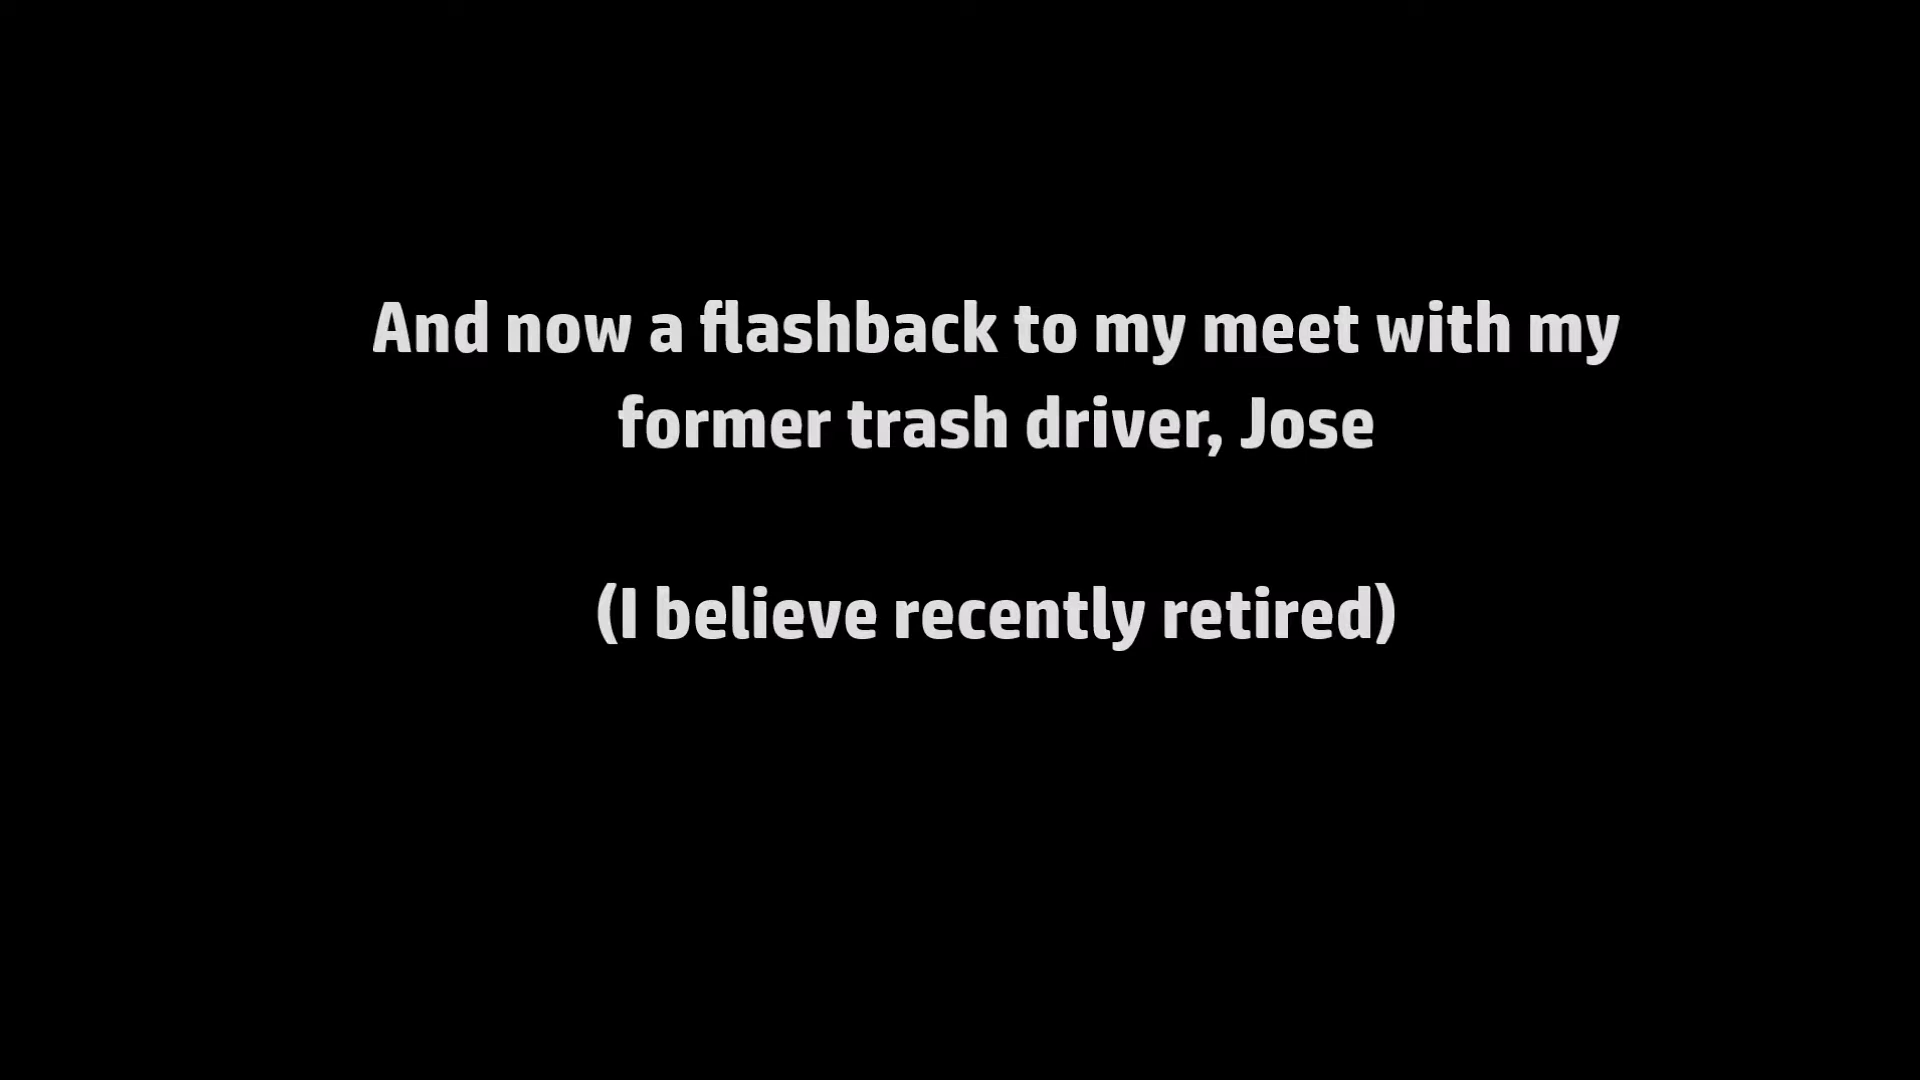 And now a flashback to my meet with my
former trash driver, Jose
(I believe recently retired)